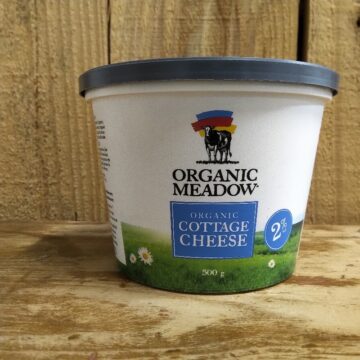 ORGANIC
MEADOW
ORGANIC
COTTAGE
CHEESE
2%
500 g